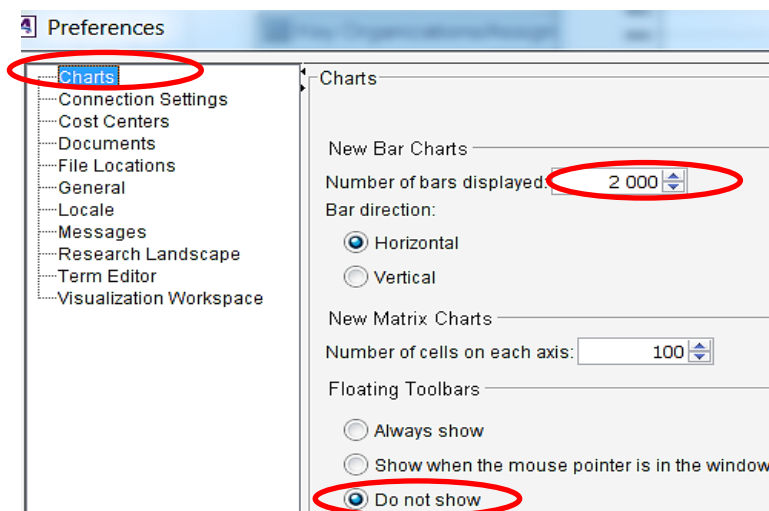 Preferences
Charts
Connection Settings
Cost Centers
Documents
File Locations
General
Locale
Messages
Research Landscape
Term Editor
Visualization Workspace
Charts
New Bar Charts
Number of bars displayed: 2 000
Bar direction:
Horizontal
Vertical
New Matrix Charts
Number of cells on each axis: 100
Floating Toolbars
Always show
Show when the mouse pointer is in the window
Do not show